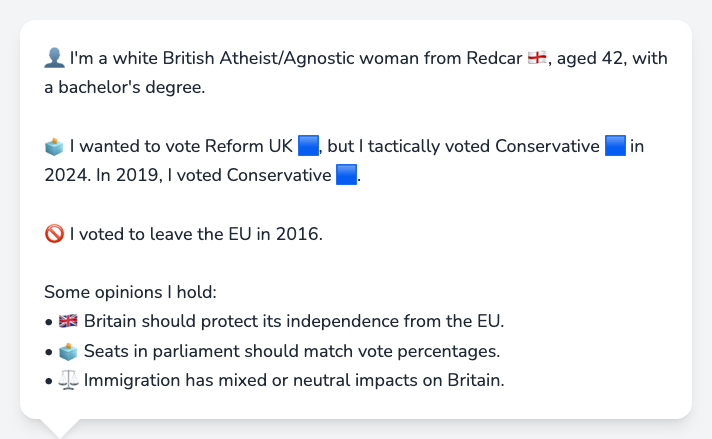 👤 I'm a white British Atheist/Agnostic woman from Redcar 🏴󠁧󠁢󠁥󠁮󠁧󠁿, aged 42, with
a bachelor's degree.
🗳️ I wanted to vote Reform UK 🟦, but I tactically voted Conservative 🟦 in
2024. In 2019, I voted Conservative 🟦.
🚫 I voted to leave the EU in 2016.
Some opinions I hold:
• 🇬🇧 Britain should protect its independence from the EU.
• 🗳️ Seats in parliament should match vote percentages.
• ⚖️ Immigration has mixed or neutral impacts on Britain.